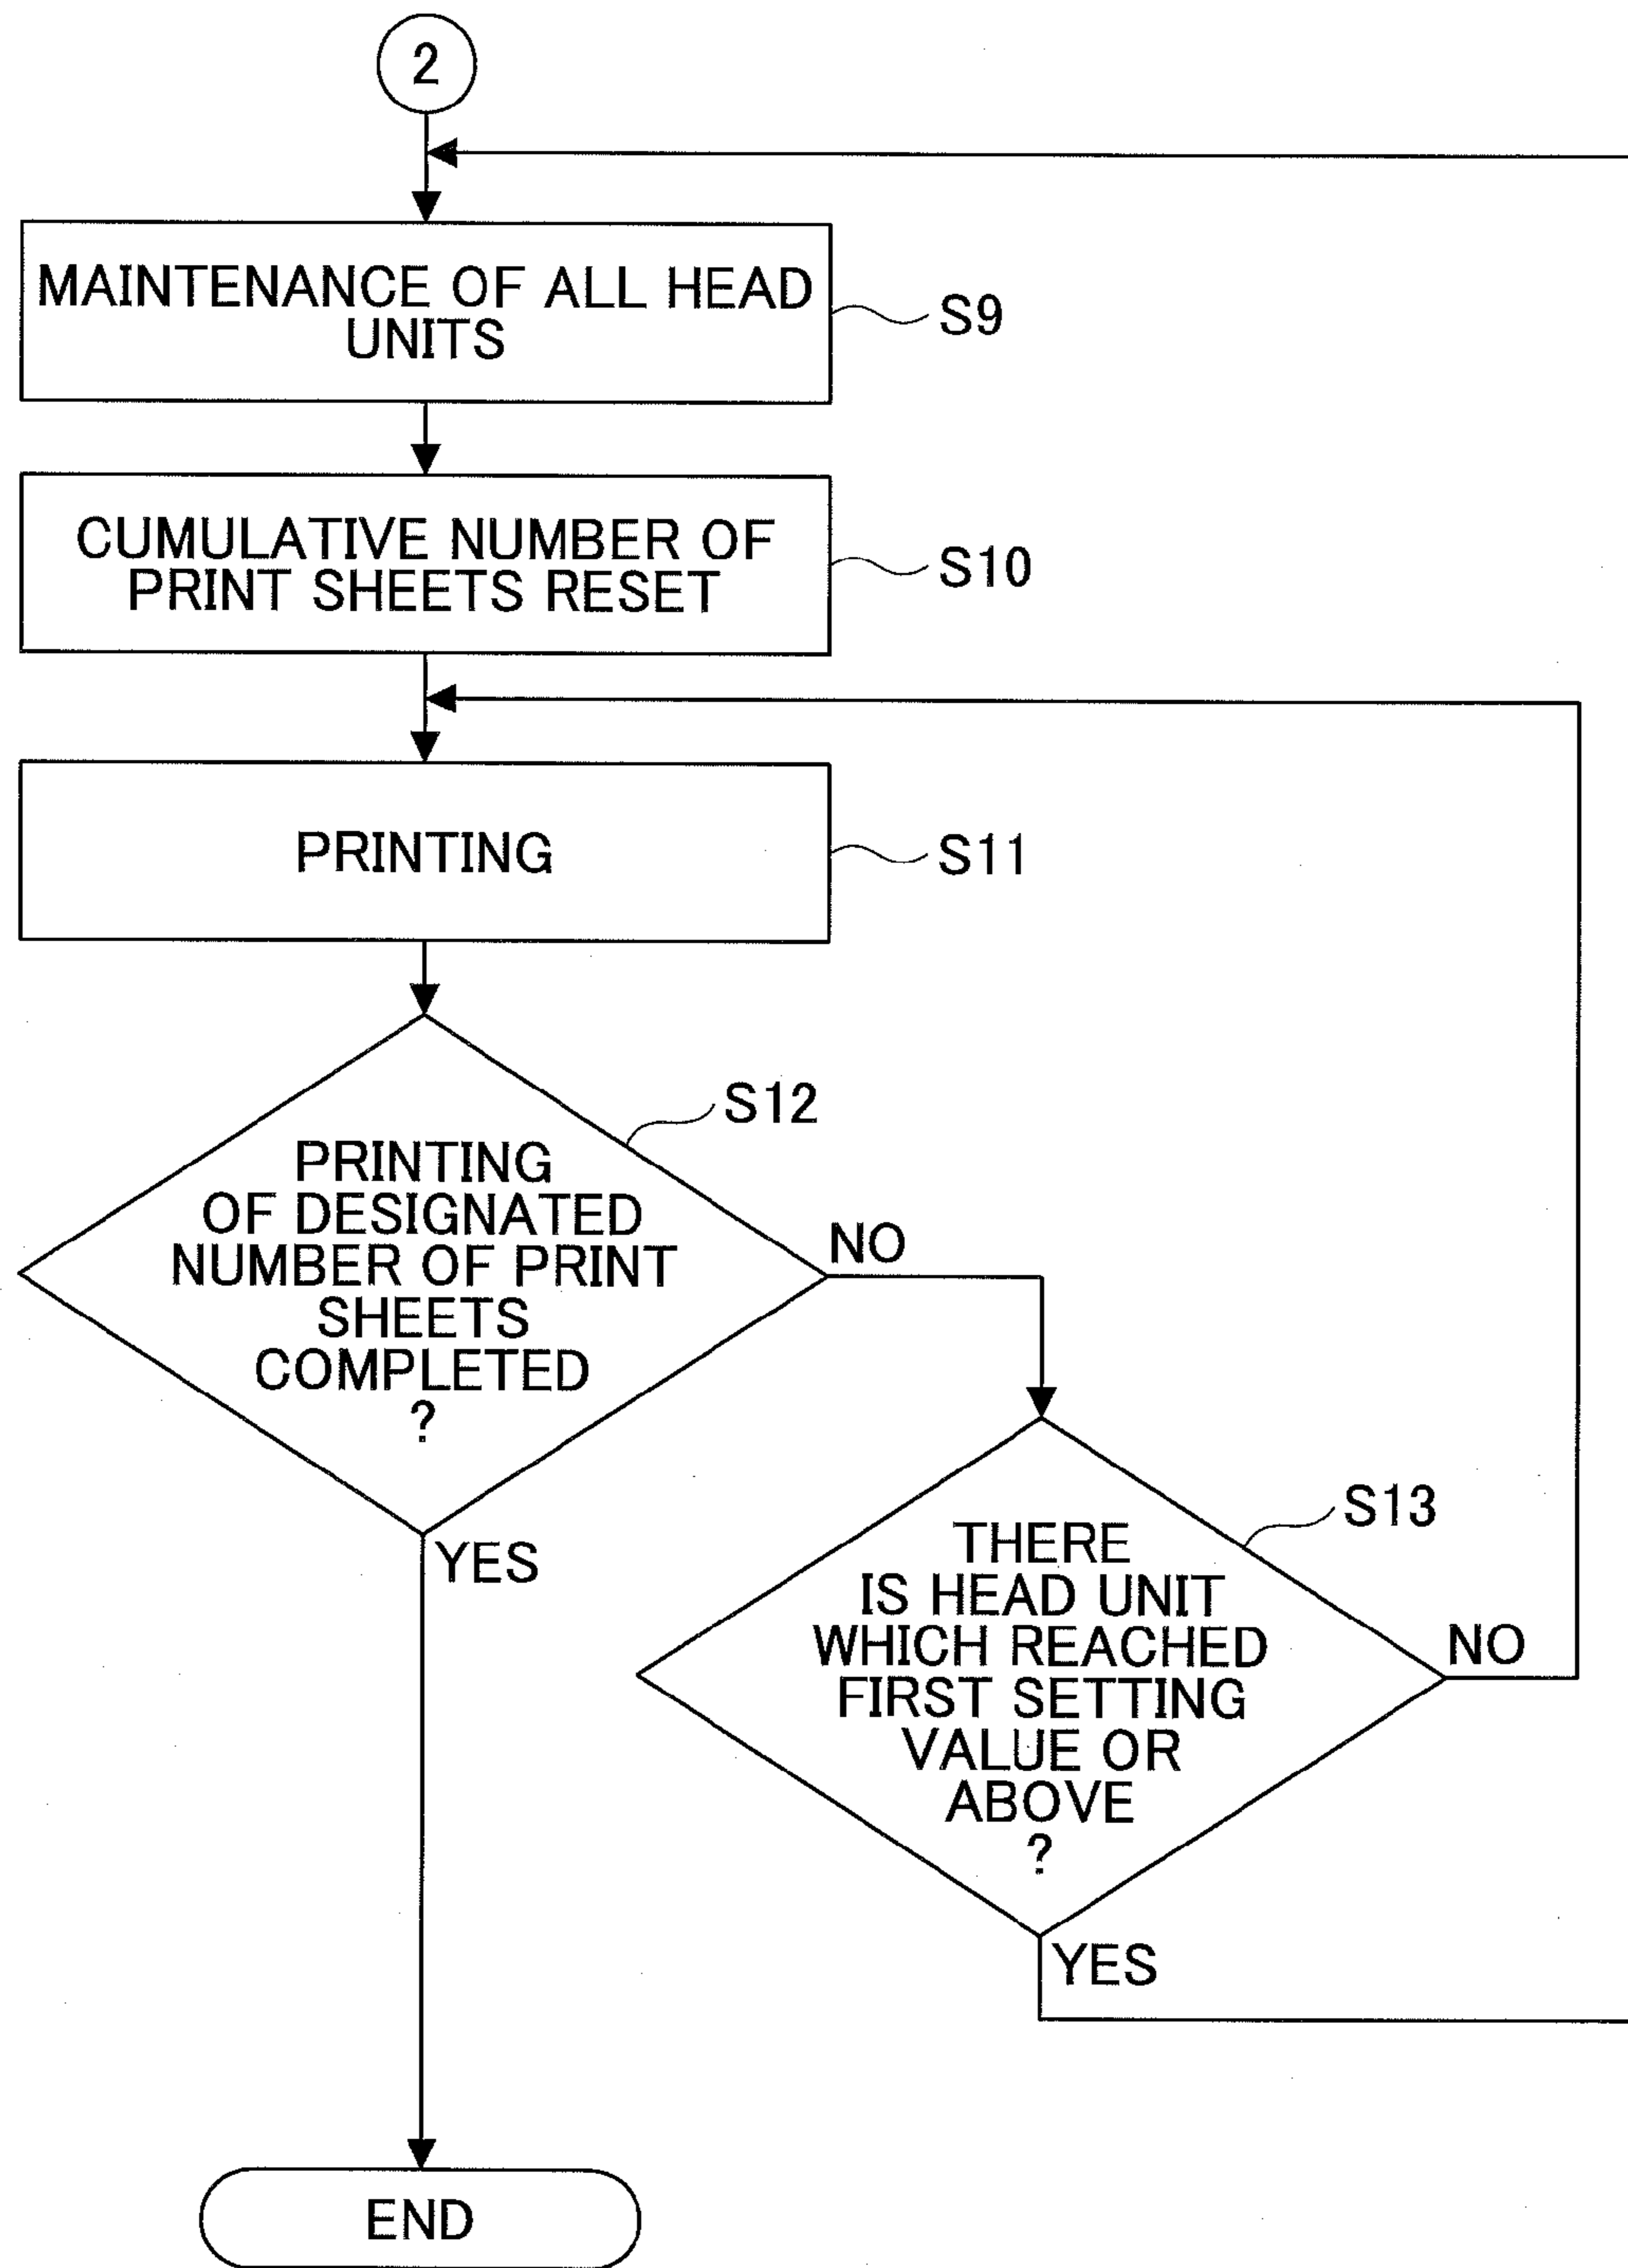 2
MAINTENANCE OF ALL HEAD
UNITS
S9
CUMULATIVE NUMBER OF
PRINT SHEETS RESET
S10
PRINTING
S11
S12
PRINTING
OF DESIGNATED
NUMBER OF PRINT
SHEETS
COMPLETED
?
NO
YES
S13
THERE
IS HEAD UNIT
WHICH REACHED
FIRST SETTING
VALUE OR
ABOVE
?
NO
YES
END